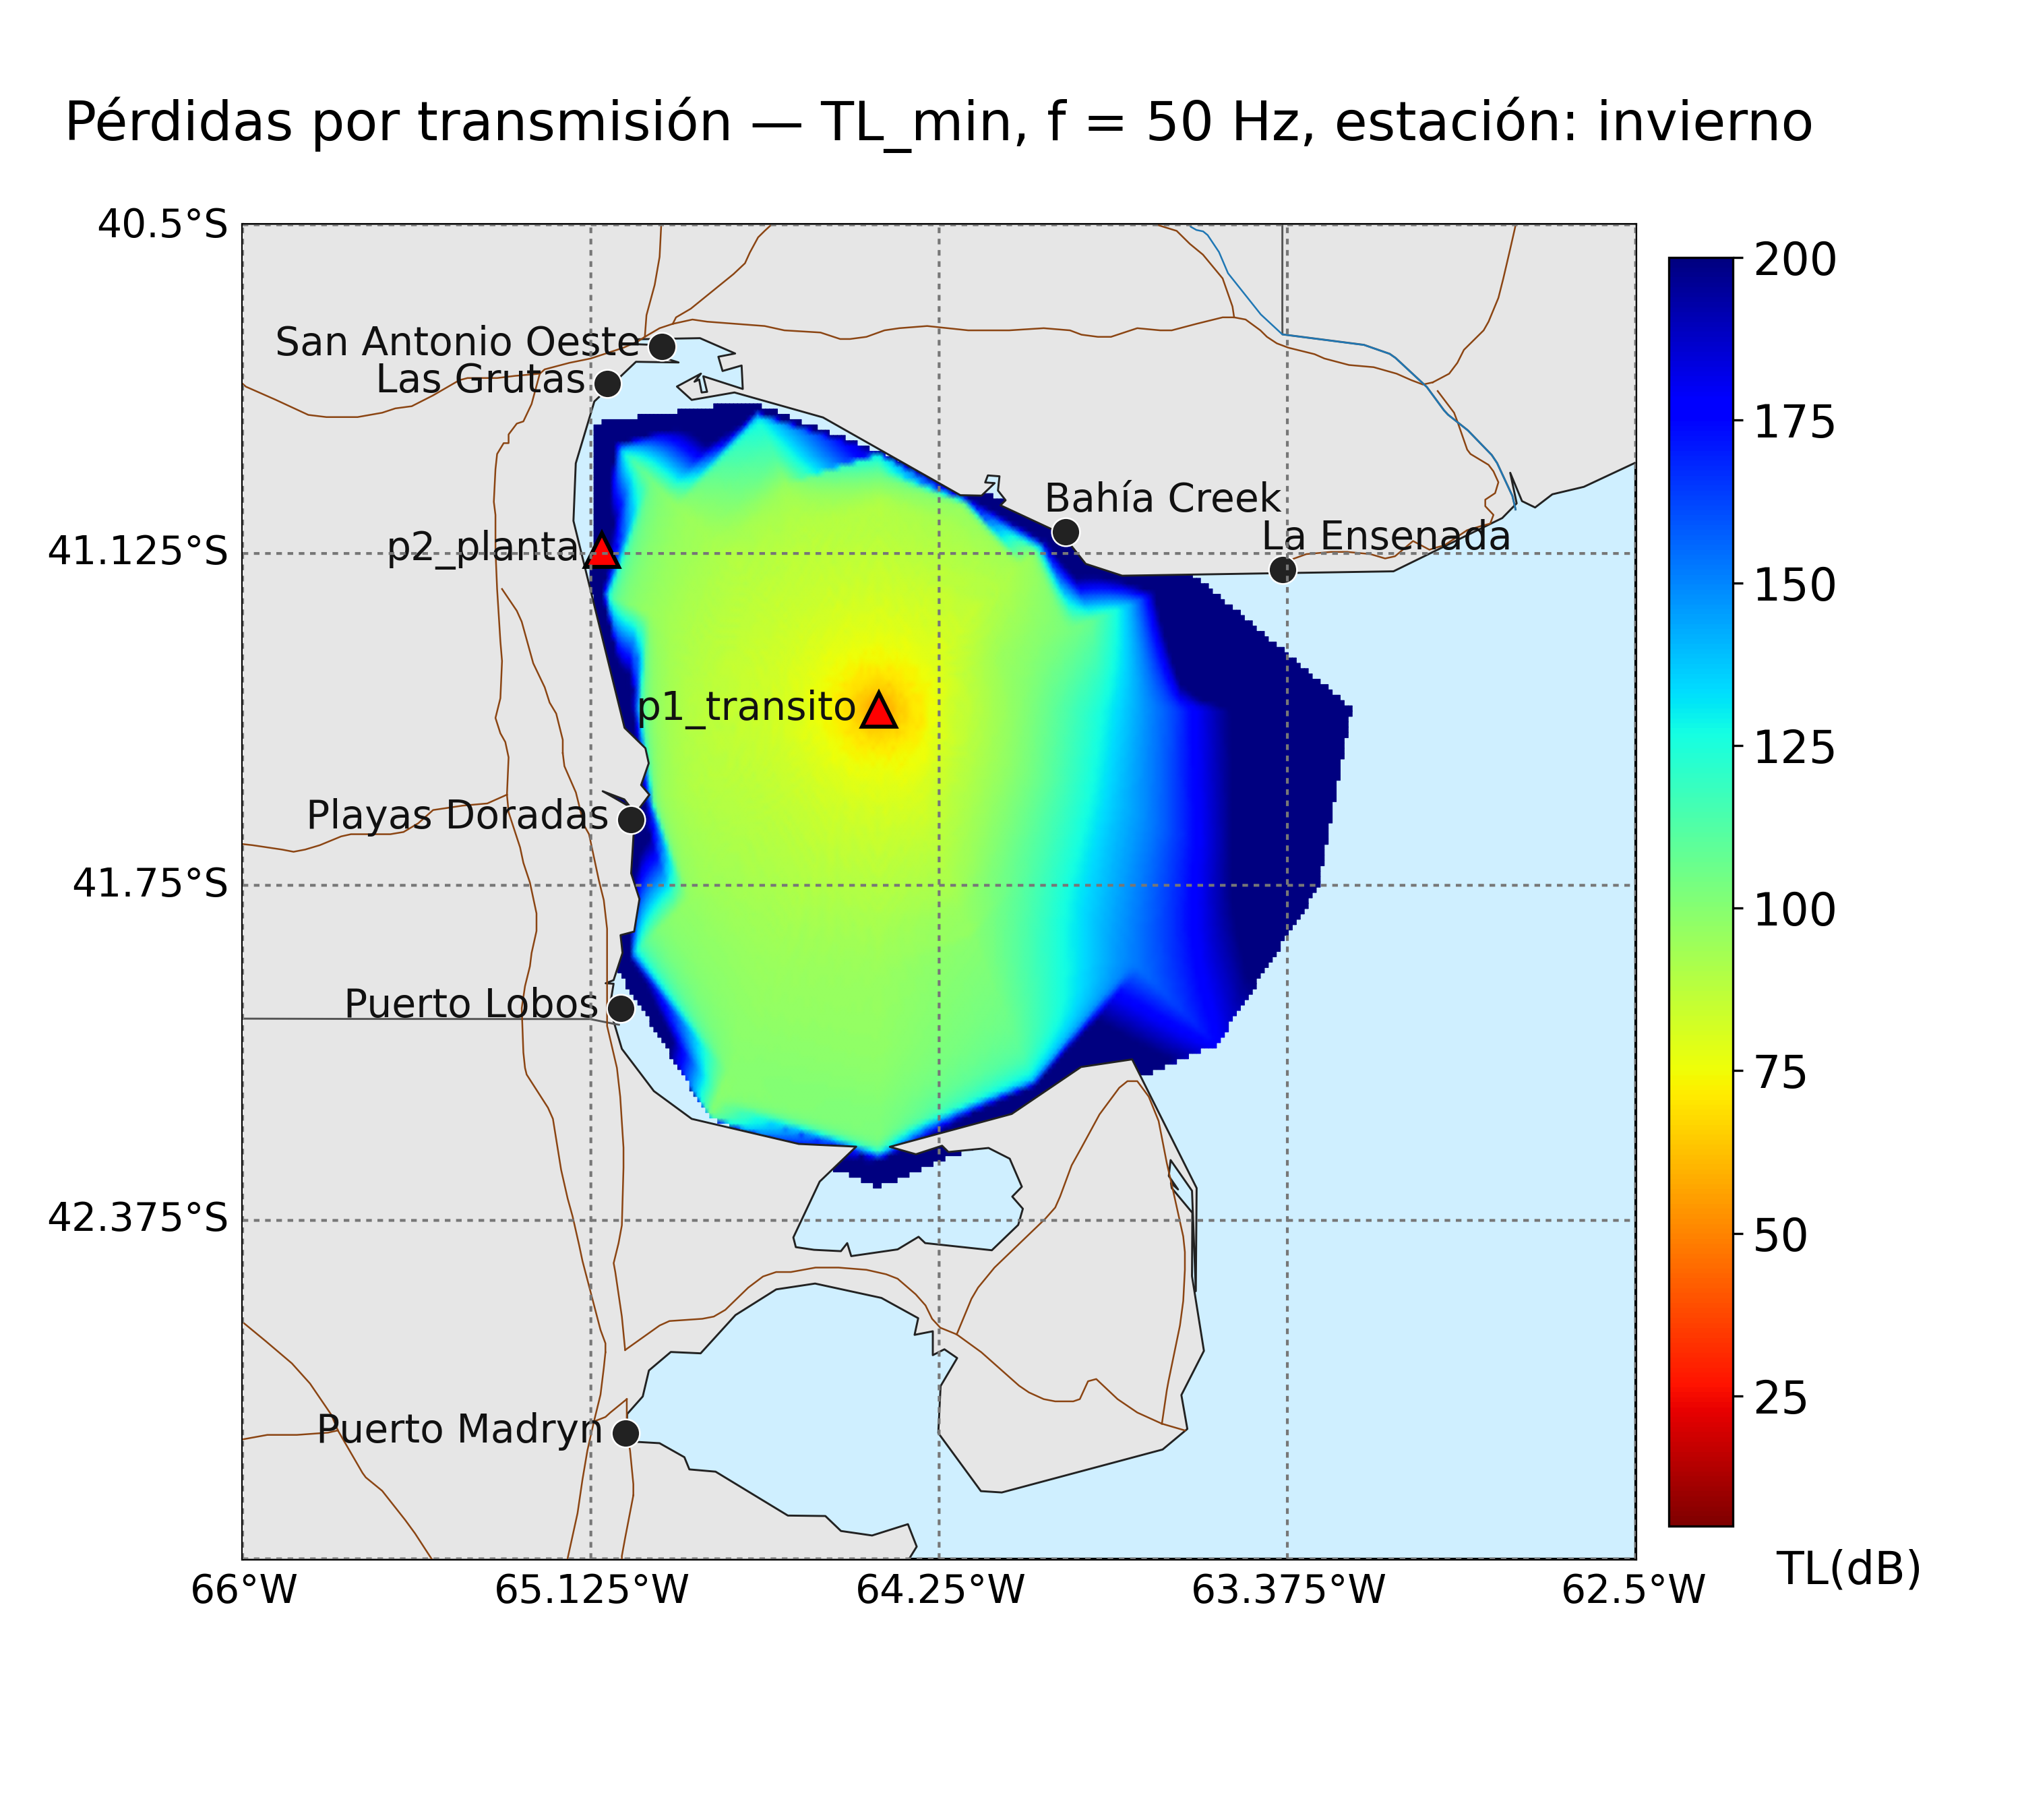 Pérdidas por transmisión — TL_min, f = 50 Hz, estación: invierno
40.5°S
200
San Antonio Oeste
Las Grutas
175
Bahía Creek
La Ensenada
p2_planta
41.125°S
150
p1_transito
125
Playas Doradas
41.75°S
100
Puerto Lobos
75
42.375°S
50
25
Puerto Madryn
TL(dB)
66°W
65.125°W
64.25°W
63.375°W
62.5°W